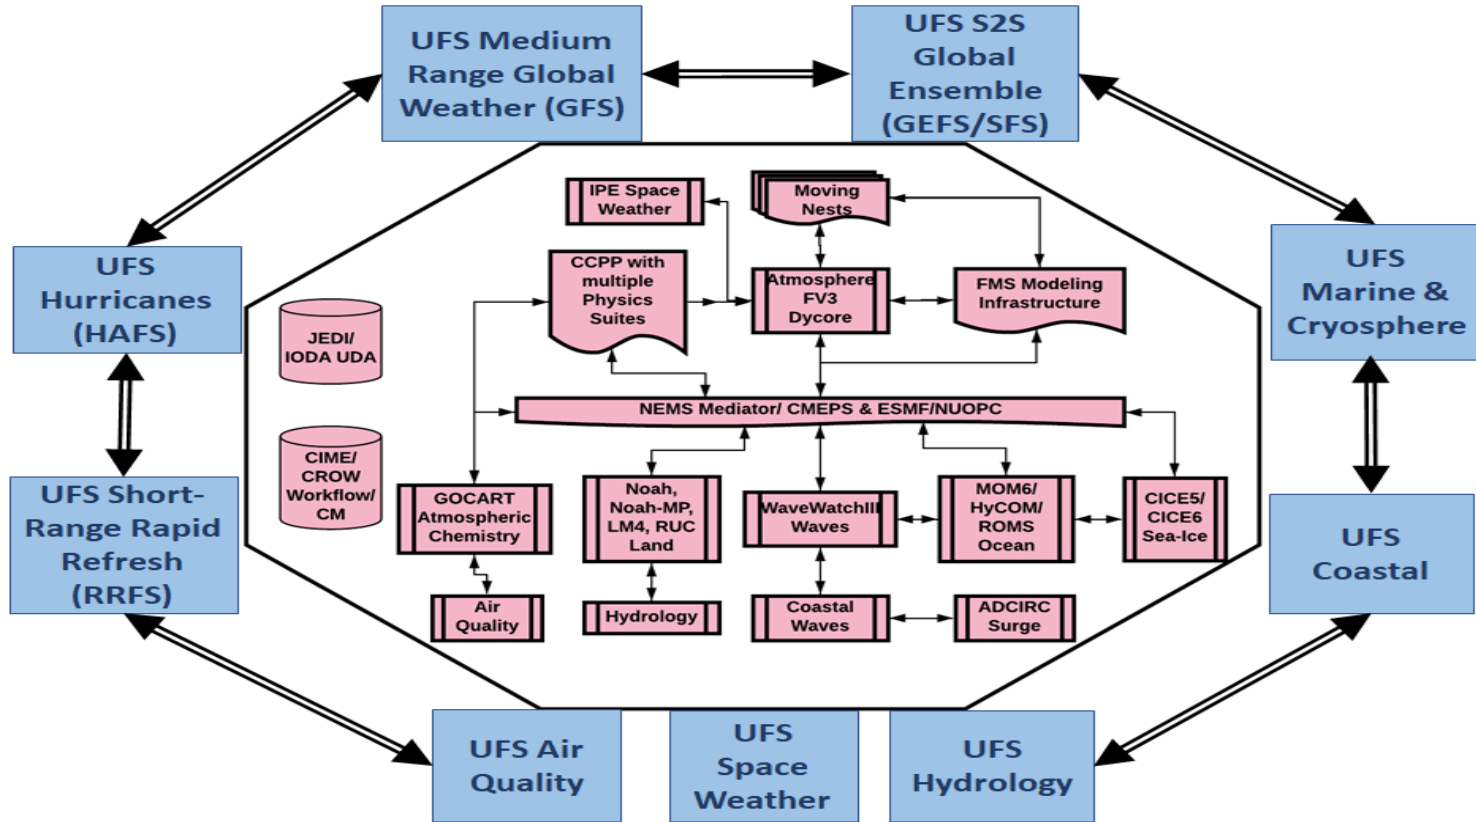 UFS Medium
Range Global
Weather (GFS)
UFS S2S
Global
Ensemble
(GEFS/SFS)
UFS
Hurricanes
(HAFS)
UFS
Marine &
Cryosphere
UFS Short-
Range Rapid
Refresh
(RRFS)
UFS
Coastal
UFS Air
Quality
UFS
Space
Weather
UFS
Hydrology
IPE Space
Weather
Moving
Nests
CCPP with
multiple
Physics
Suites
Atmosphere
FV3
Dycore
FMS Modeling
Infrastructure
JEDI/
IODA UDA
NEMS Mediator/ CMEPS & ESMF/NUOPC
CIME/
CROW
Workflow/
CM
GOCART
Atmospheric
Chemistry
Noah,
Noah-MP,
LM4, RUC
Land
WaveWatchIII
Waves
MOM6/
HyCOM/
ROMS
Ocean
CICE5/
CICE6
Sea-Ice
Air
Quality
Hydrology
Coastal
Waves
ADCIRC
Surge